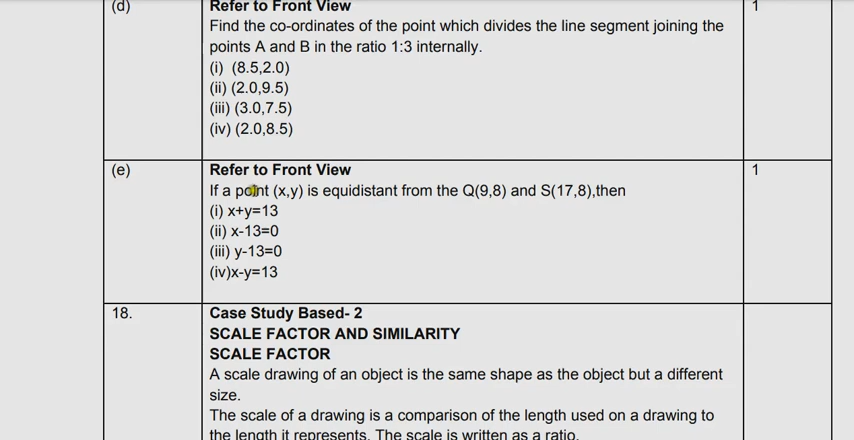 (d)
Refer to Front View
1
Find the co-ordinates of the point which divides the line segment joining the
points A and B in the ratio 1:3 internally.
(i) (8.5,2.0)
(ii) (2.0,9.5)
(iii) (3.0,7.5)
(iv) (2.0,8.5)
(e)
Refer to Front View
1
If a point (x,y) is equidistant from the Q(9,8) and S(17,8),then
(i) x+y=13
(ii) x-13=0
(iii) y-13=0
(iv)x-y=13
18.
Case Study Based- 2
SCALE FACTOR AND SIMILARITY
SCALE FACTOR
A scale drawing of an object is the same shape as the object but a different
size.
The scale of a drawing is a comparison of the length used on a drawing to
the length it represents. The scale is written as a ratio.